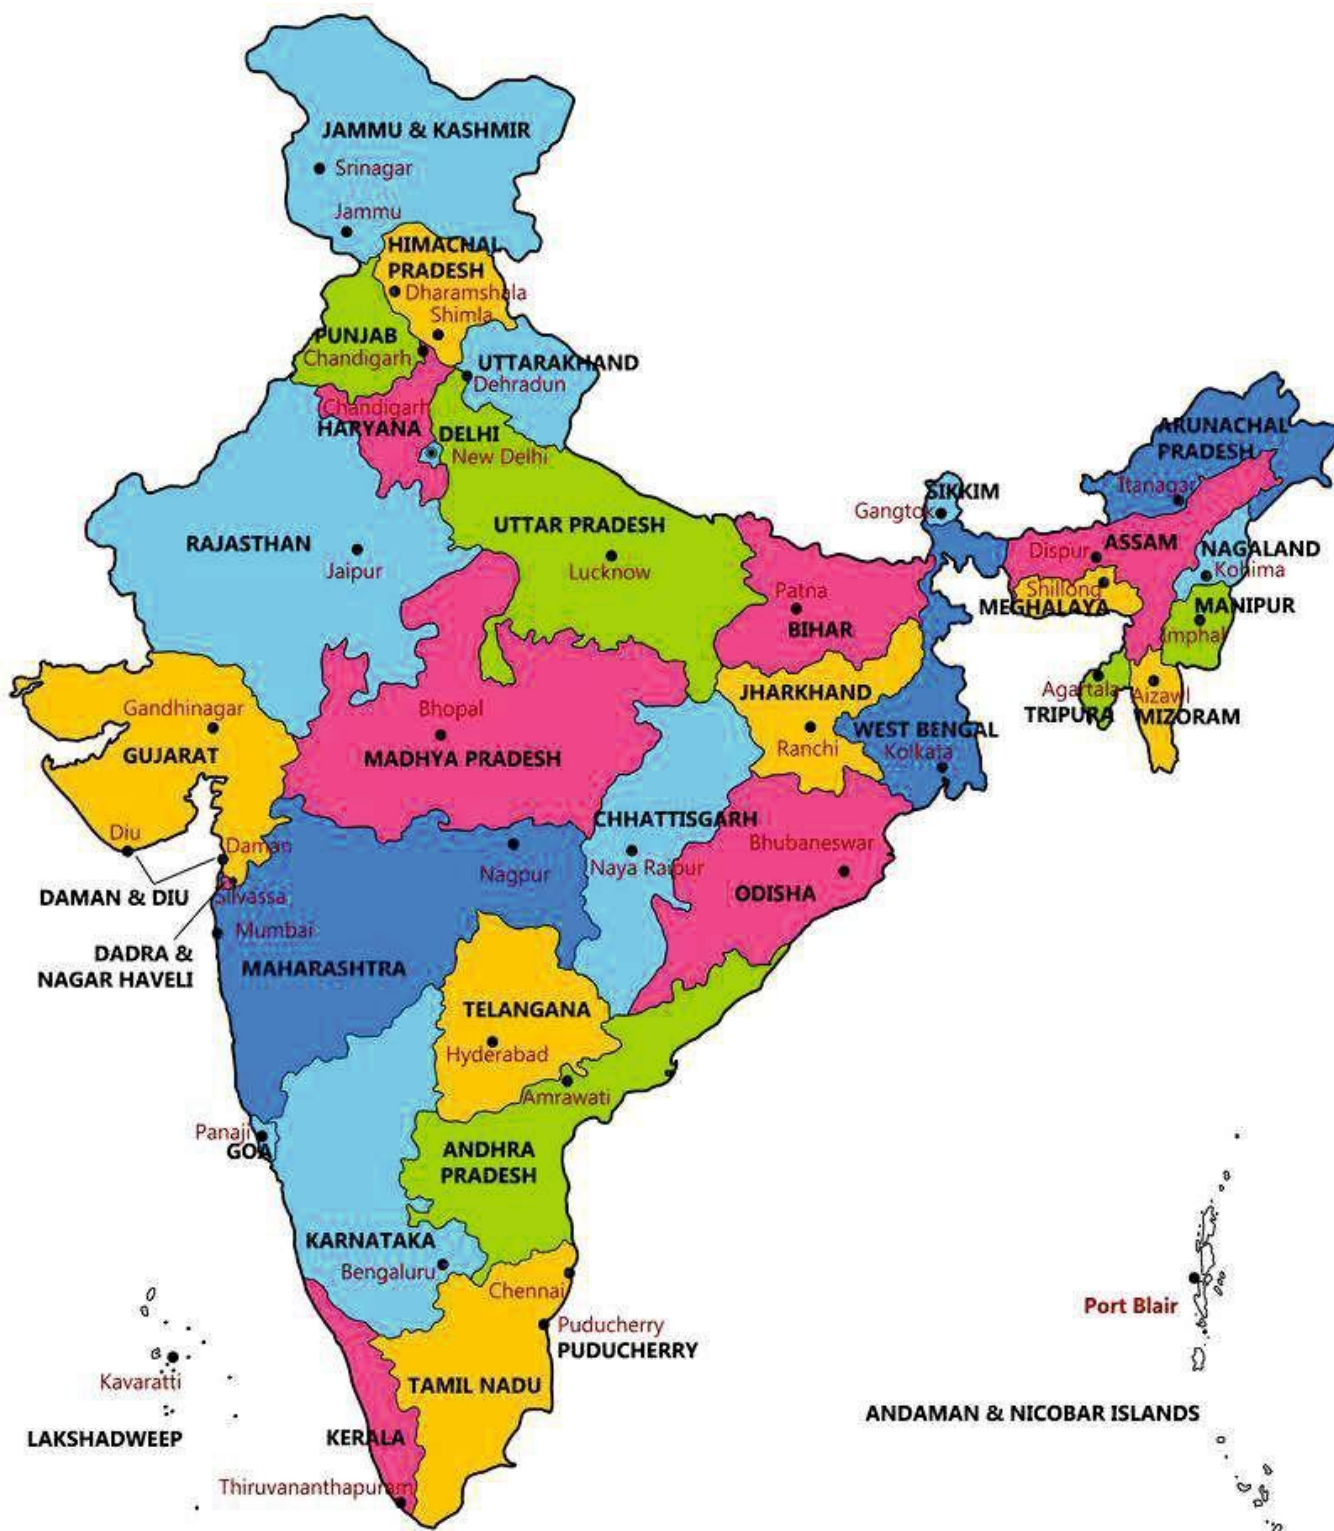 JAMMU & KASHMIR
Srinagar
Jammu
HIMACHAL
PRADESH
Dharamshala
Shimla
PUNJAB
Chandigarh
UTTARAKHAND
Dehradun
Chandigarh
HARYANA
DELHI
New Delhi
ARUNACHAL
PRADESH
Itanagar
SIKKIM
Gangtok
UTTAR PRADESH
Lucknow
RAJASTHAN
Jaipur
ASSAM
Dispur
NAGALAND
Kohima
Shillong
MEGHALAYA
MANIPUR
Imphal
Patna
BIHAR
JHARKHAND
Ranchi
Agartala
TRIPURA
Aizawl
MIZORAM
Gandhinagar
GUJARAT
Bhopal
MADHYA PRADESH
WEST BENGAL
Kolkata
CHHATTISGARH
Naya Raipur
Bhubaneswar
ODISHA
Diu
Daman
DAMAN & DIU
Silvassa
Nagpur
Mumbai
DADRA &
NAGAR HAVELI
MAHARASHTRA
TELANGANA
Hyderabad
Amrawati
Panaji
GOA
ANDHRA
PRADESH
KARNATAKA
Bengaluru
Chennai
Puducherry
PUDUCHERRY
Port Blair
Kavaratti
LAKSHADWEEP
TAMIL NADU
KERALA
ANDAMAN & NICOBAR ISLANDS
Thiruvananthapuram